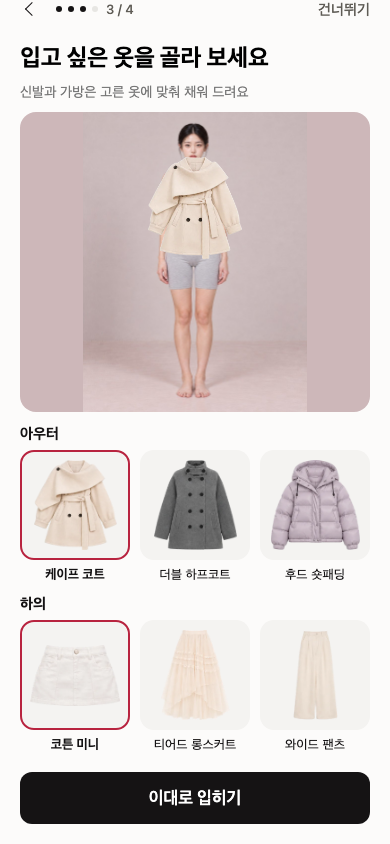 3 / 4
건너뛰기
입고 싶은 옷을 골라 보세요
신발과 가방은 고른 옷에 맞춰 채워 드려요
아우터
케이프 코트
더블 하프코트
후드 숏패딩
하의
코튼 미니
티어드 롱스커트
와이드 팬츠
이대로 입히기